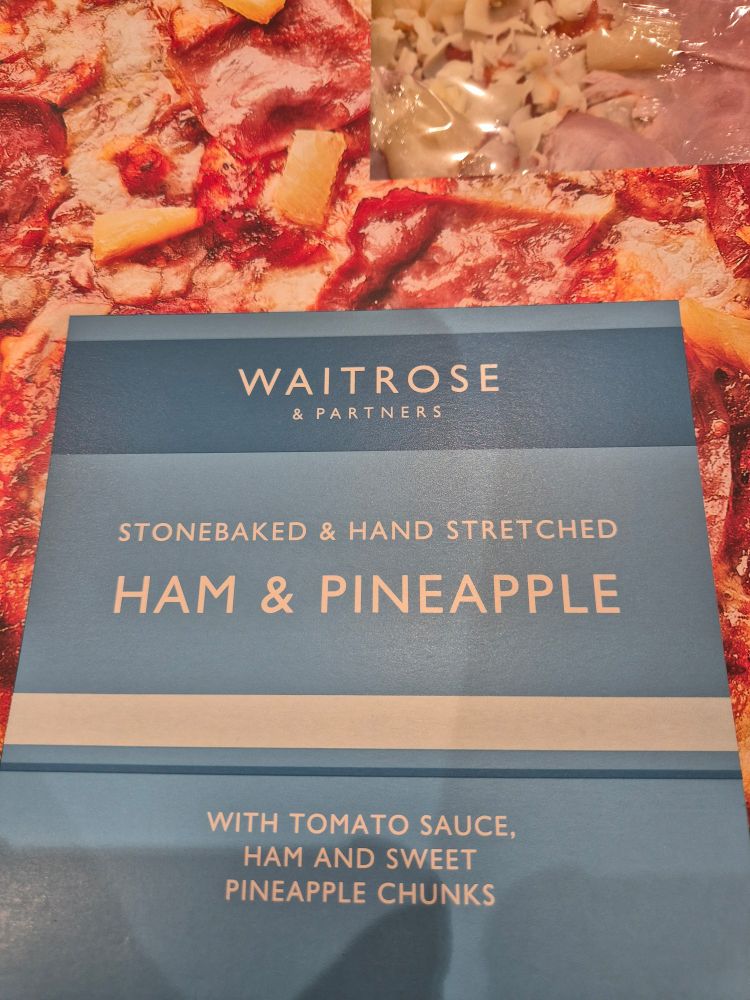 WAITROSE
& PARTNERS
STONEBAKED & HAND STRETCHED
HAM & PINEAPPLE
WITH TOMATO SAUCE,
HAM AND SWEET
PINEAPPLE CHUNKS